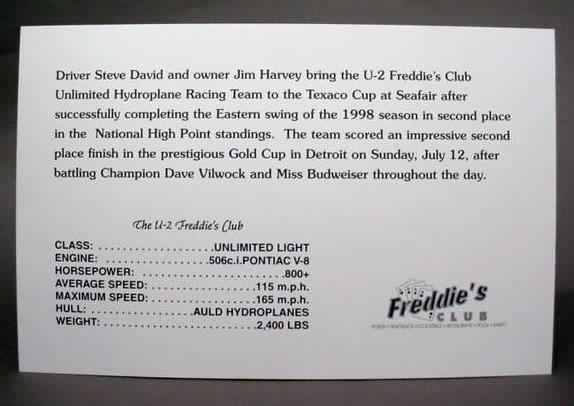 Driver Steve David and owner Jim Harvey bring the U-2 Freddie's Club
Unlimited Hydroplane Racing Team to the Texaco Cup at Seafair after
successfully completing the Eastern swing of the 1998 season in second place
in the National High Point standings. The team scored an impressive second
place finish in the prestigious Gold Cup in Detroit on Sunday, July 12, after
battling Champion Dave Vilwock and Miss Budweiser throughout the day.
The U-2 Freddie's Club
CLASS: . . . . . . . . . . . . . . . . . . .UNLIMITED LIGHT
ENGINE: . . . . . . . . . . . . . . . . . .506c.i.PONTIAC V-8
HORSEPOWER: . . . . . . . . . . . . . . . . . . . . . .800+
AVERAGE SPEED: . . . . . . . . . . . . . . . .115 m.p.h.
MAXIMUM SPEED: . . . . . . . . . . . . . . . .165 m.p.h.
HULL: . . . . . . . . . . . . . . . . .AULD HYDROPLANES
WEIGHT: . . . . . . . . . . . . . . . . . . . . . . .2,400 LBS
Freddie's
CLUB